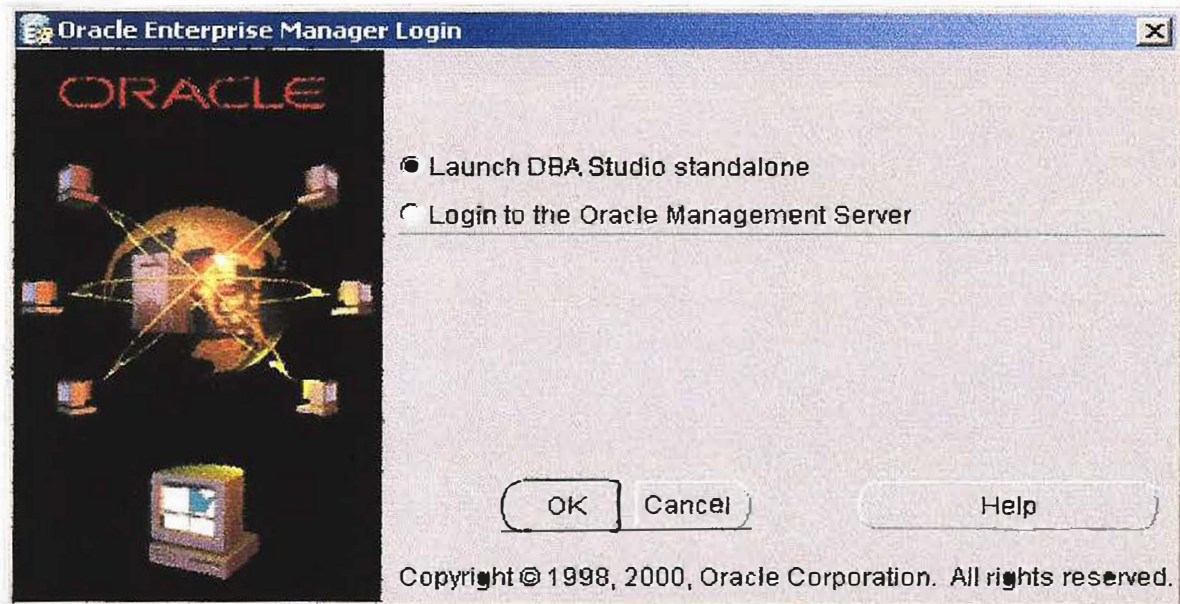 Oracle Enterprise Manager Login
ORACLE
Launch DBA Studio standalone
Login to the Oracle Management Server
OK
Cancel
Help
Copyright © 1998, 2000, Oracle Corporation. All rights reserved.